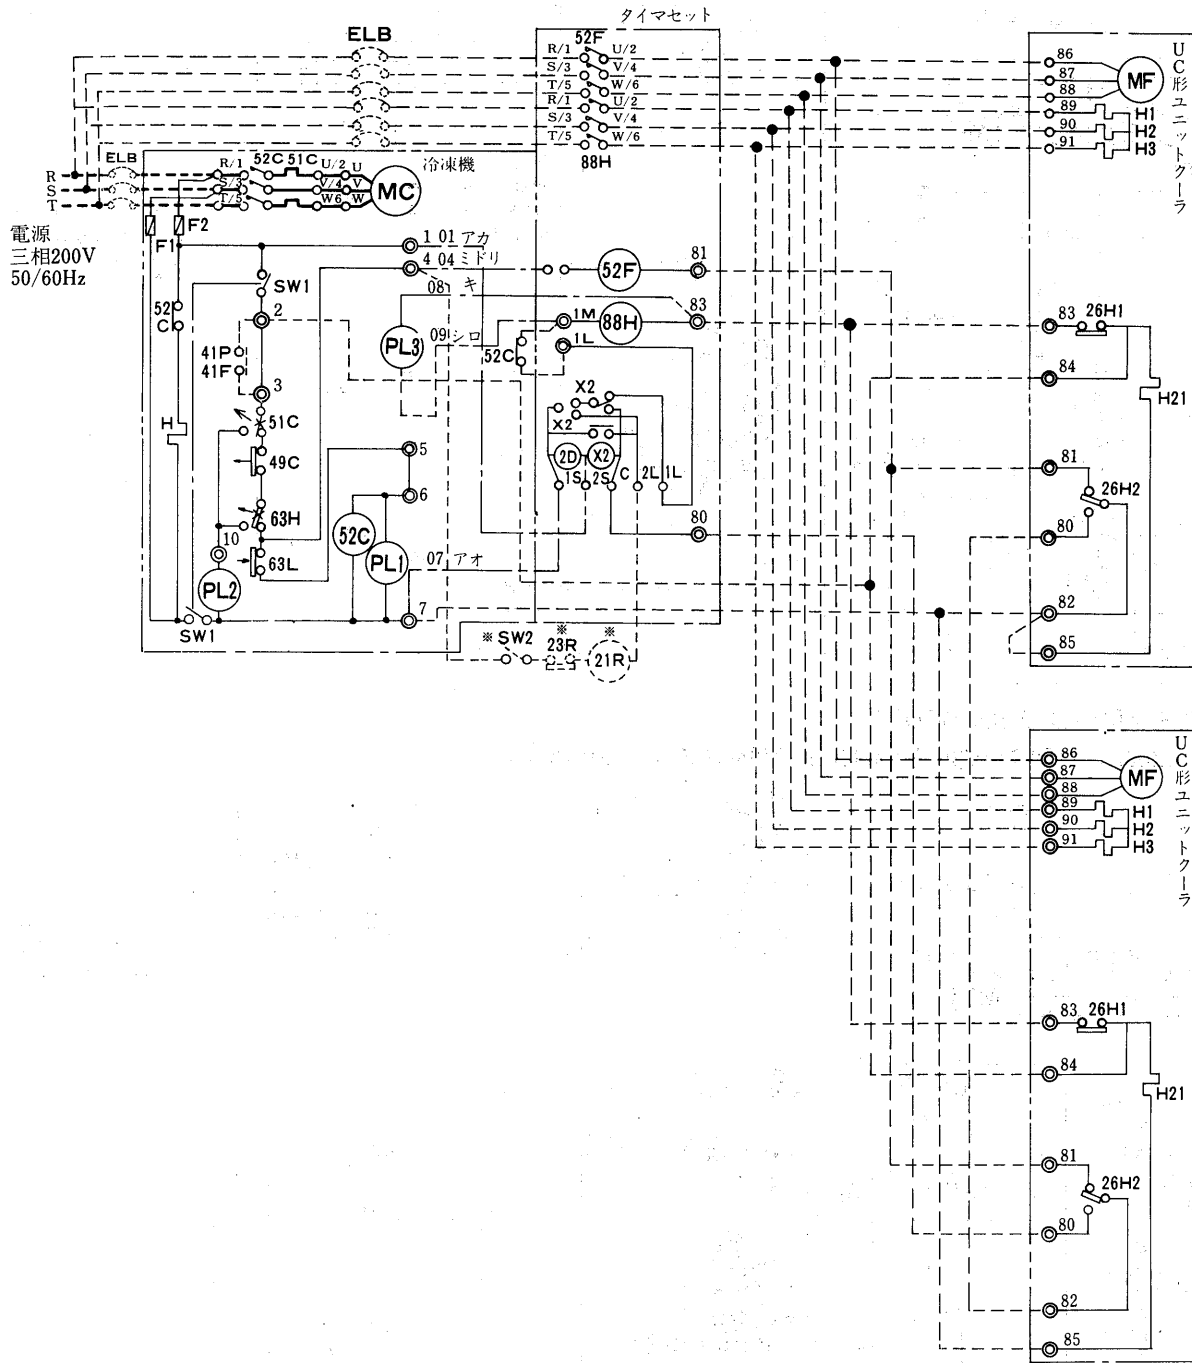 タイマセット
ELB
52F
R/1 U/2
S/3 V/4
T/5 W/6
R/1 U/2
S/3 V/4
T/5 W/6
88H
86
87
88
89
90
91
MF
H1
H2
H3
UC形ユニットクーラ
ELB
R
S
T
R/1 52C 51C U/2 U
S/3 V/4 V
T/5 W6 W
MC
冷凍機
電源
三相200V
50/60Hz
F1
F2
1 01 アカ
4 04 ミドリ
08 キ
52F
81
SW1
52C
2
PL3
09 シロ
1M
88H
83
1L
52C
41P
41F
3
X2
X2
H
51C
49C
5
2D
X2
1S 2S C 2L 1L
6
63H
10
52C
PL1
80
63L
07 アオ
PL2
SW1
7
※ SW2
※ 23R
※ 21R
83
26H1
84
H21
81
26H2
80
82
85
86
87
88
89
90
91
MF
H1
H2
H3
UC形ユニットクーラ
83
26H1
84
H21
81
26H2
80
82
85